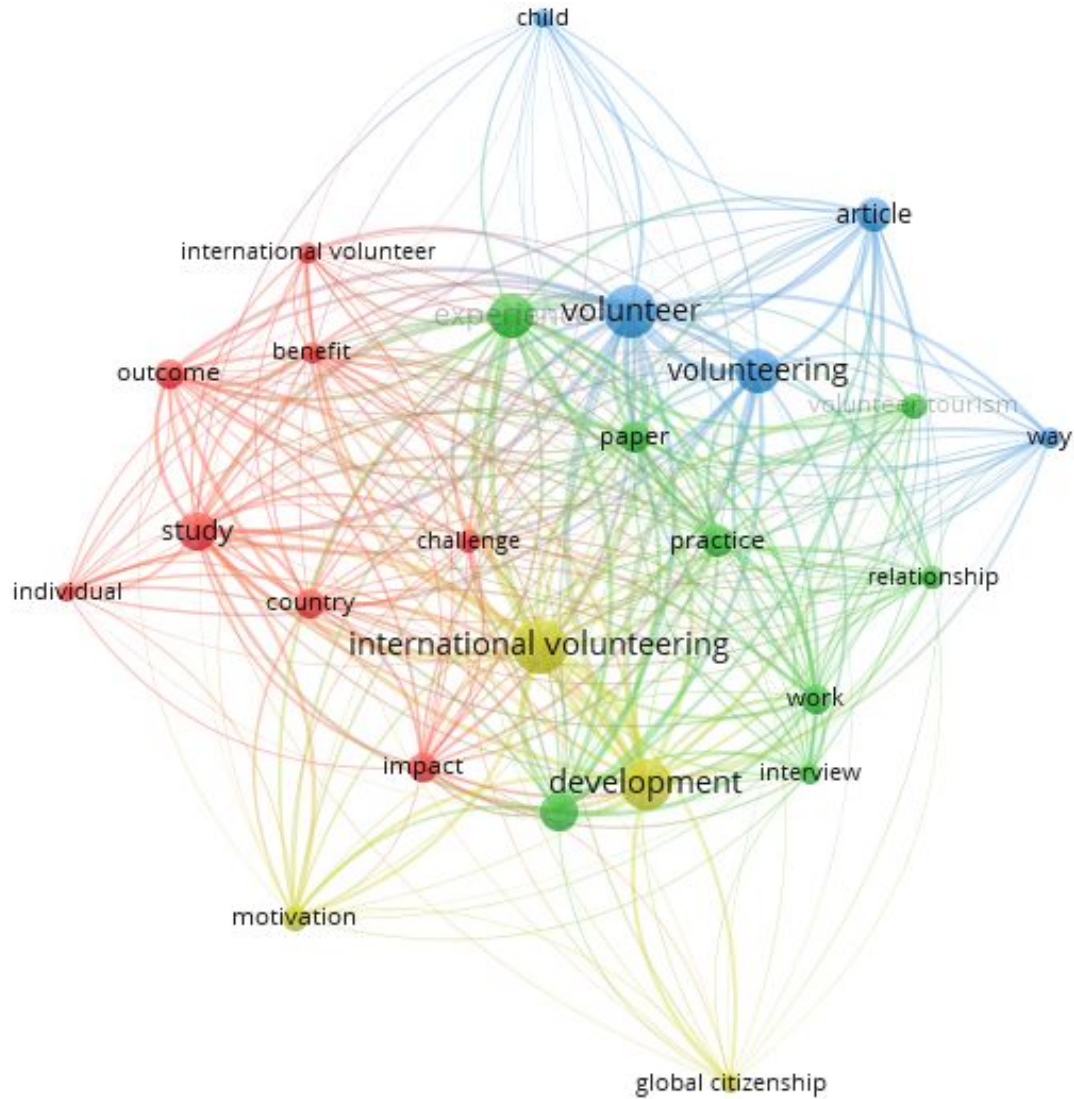 child
article
international volunteer
experience
volunteer
benefit
outcome
volunteering
volunteer tourism
paper
way
study
challenge
practice
individual
country
relationship
international volunteering
work
impact
development
interview
motivation
global citizenship